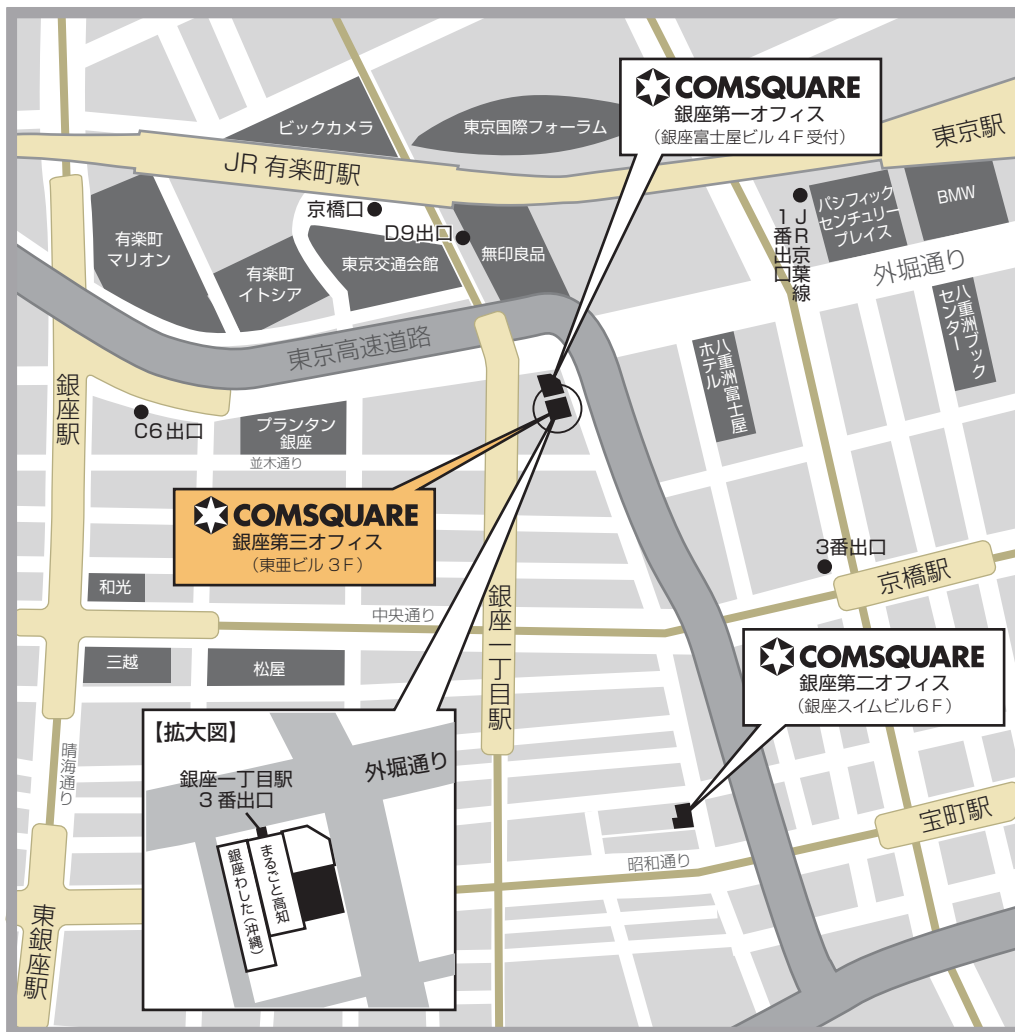 COMSQUARE
銀座第一オフィス
(銀座富士屋ビル4F受付)
ビックカメラ
東京国際フォーラム
東京駅
JR有楽町駅
京橋口
D9出口
有楽町
マリオン
有楽町
イトシア
東京交通会館
無印良品
JR京葉線
1番出口
パシフィック
センチュリー
プレイス
BMW
外堀通り
東京高速道路
八重洲富士屋
ホテル
八重洲ブック
センター
銀座駅
C6出口
プランタン
銀座
並木通り
COMSQUARE
銀座第三オフィス
(東亜ビル3F)
3番出口
京橋駅
和光
中央通り
銀座一丁目駅
三越
松屋
COMSQUARE
銀座第二オフィス
(銀座スイムビル6F)
晴海通り
【拡大図】
外堀通り
銀座一丁目駅
3番出口
まるごと高知
銀座わした(沖縄)
宝町駅
昭和通り
東銀座駅